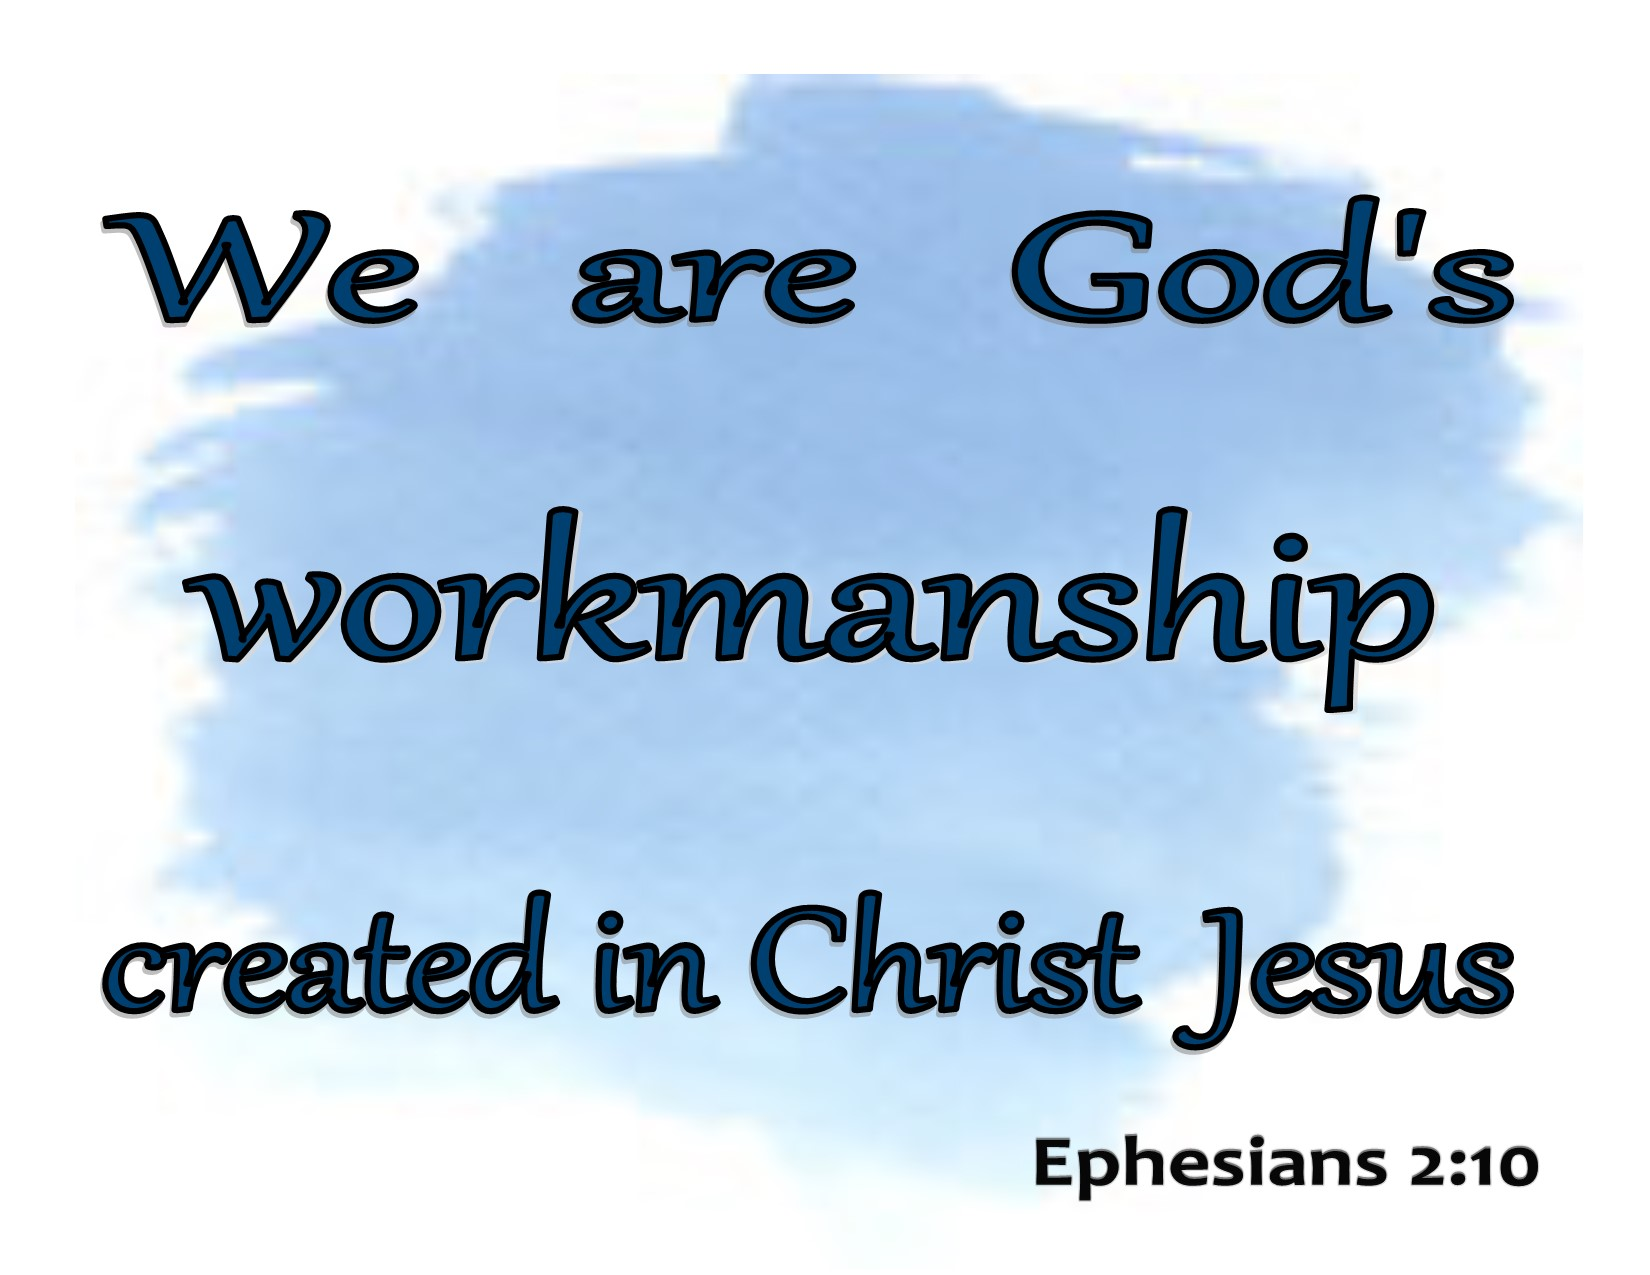 We are God's
workmanship
created in Christ Jesus
Ephesians 2:10